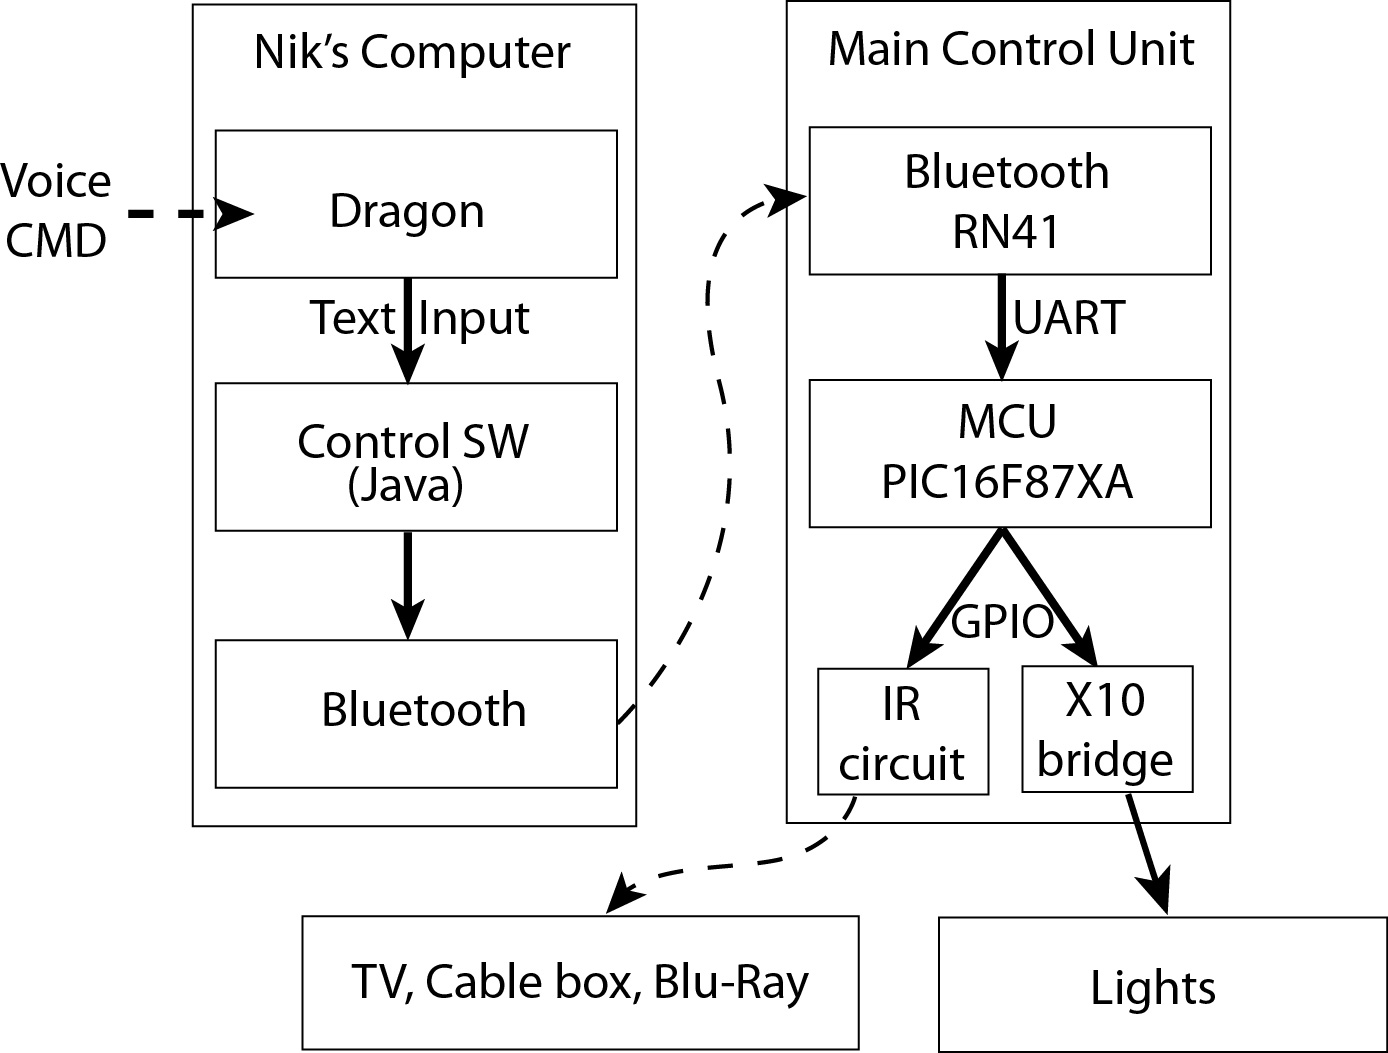 Nik’s Computer
Voice
CMD
Dragon
Text Input
Control SW
(Java)
Bluetooth
Main Control Unit
Bluetooth
RN41
UART
MCU
PIC16F87XA
GPIO
IR
circuit
X10
bridge
TV, Cable box, Blu-Ray
Lights